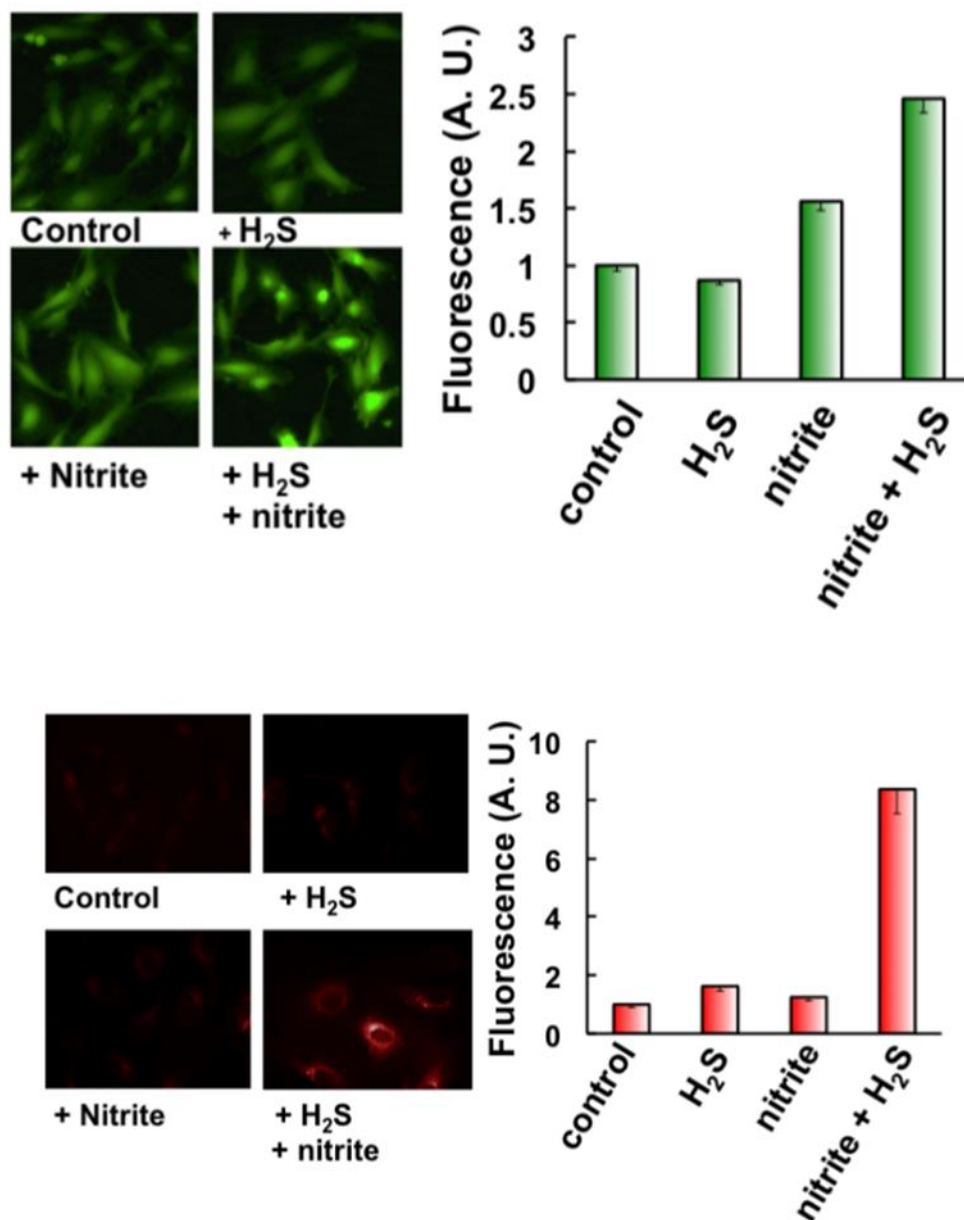 Control
+ H₂S
+ Nitrite
+ H₂S
+ nitrite
Fluorescence (A. U.)
3
2.5
2
1.5
1
0.5
0
control
H₂S
nitrite
nitrite + H₂S
Control
+ H₂S
+ Nitrite
+ H₂S
+ nitrite
Fluorescence (A. U.)
10
8
6
4
2
0
control
H₂S
nitrite
nitrite + H₂S